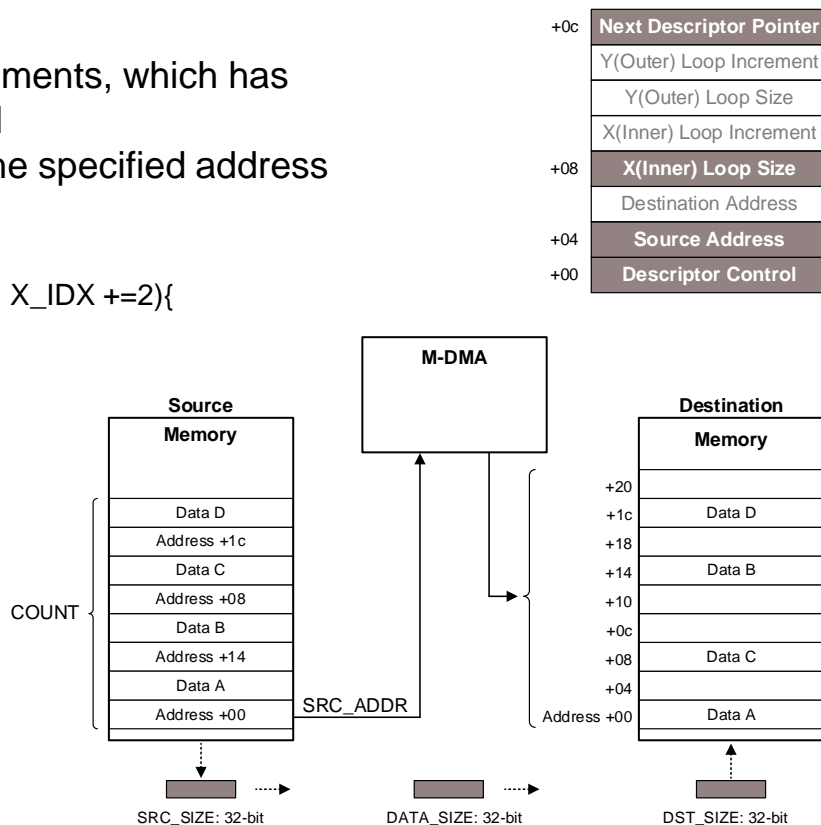 ments, which has
ne specified address
X_IDX +=2){
+0c Next Descriptor Pointer
Y(Outer) Loop Increment
Y(Outer) Loop Size
X(Inner) Loop Increment
+08 X(Inner) Loop Size
Destination Address
+04 Source Address
+00 Descriptor Control
M-DMA
Source
Memory
Data D
Address +1c
Data C
Address +08
Data B
Address +14
Data A
Address +00
COUNT
SRC_ADDR
Destination
Memory
+20
+1c Data D
+18
+14 Data B
+10
+0c
+08 Data C
+04
Address +00 Data A
SRC_SIZE: 32-bit
DATA_SIZE: 32-bit
DST_SIZE: 32-bit